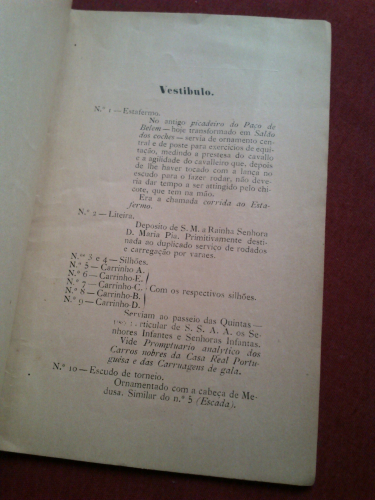 Vestibulo.
N.º 1 — Estafermo.
No antigo picadeiro do Paço de
Belem — hoje transformado em Salão
dos coches — servia de ornamento cen-
tral e de poste para exercicios de equi-
tação, medindo a presteza do cavallo
e a agilidade do cavalleiro que, depois
de lhe haver tocado com a lança no
escudo para o fazer rodar, não deve-
ria dar tempo a ser attingido pelo chi-
cote, que tem na mão.
Era a chamada corrida ao Esta-
fermo.
N.º 2 — Liteira.
Deposito de S. M. a Rainha Senhora
D. Maria Pia. Primitivamente desti-
nada ao duplicado serviço de rodados
e carregação por varaes.
N.os 3 e 4 — Silhões.
N.º 5 — Carrinho A.
N.º 6 — Carrinho-E.
N.º 7 — Carrinho-C.
N.º 8 — Carrinho-B.
N.º 9 — Carrinho-D.
Com os respectivos silhões.
Serviam ao passeio das Quintas —
articular de S. S. A. A. os Se-
nhores Infantes e Senhoras Infantas.
Vide Promptuario analytico dos
Carros nobres da Casa Real Portu-
guêsa e das Carruagens de gala.
N.º 10 — Escudo de torneio.
Ornamentado com a cabeça de Me-
dusa. Similar do n.º 5 (Escada).